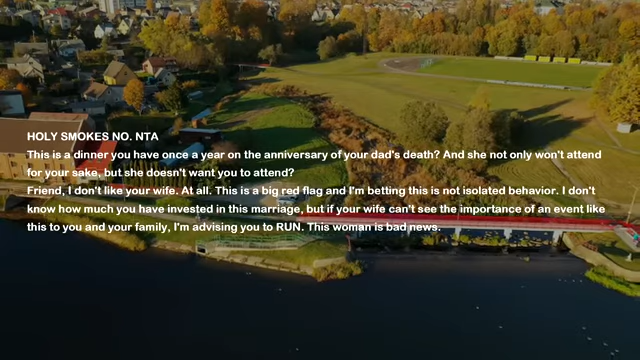 HOLY SMOKES NO. NTA
This is a dinner you have once a year on the anniversary of your dad's death? And she not only won't attend
for your sake, but she doesn't want you to attend?
Friend, I don't like your wife. At all. This is a big red flag and I'm betting this is not isolated behavior. I don't
know how much you have invested in this marriage, but if your wife can't see the importance of an event like
this to you and your family, I'm advising you to RUN. This woman is bad news.